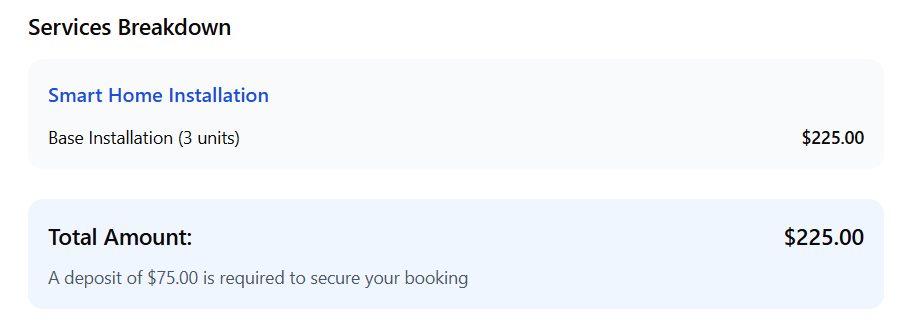 Services Breakdown
Smart Home Installation
Base Installation (3 units) $225.00
Total Amount: $225.00
A deposit of $75.00 is required to secure your booking